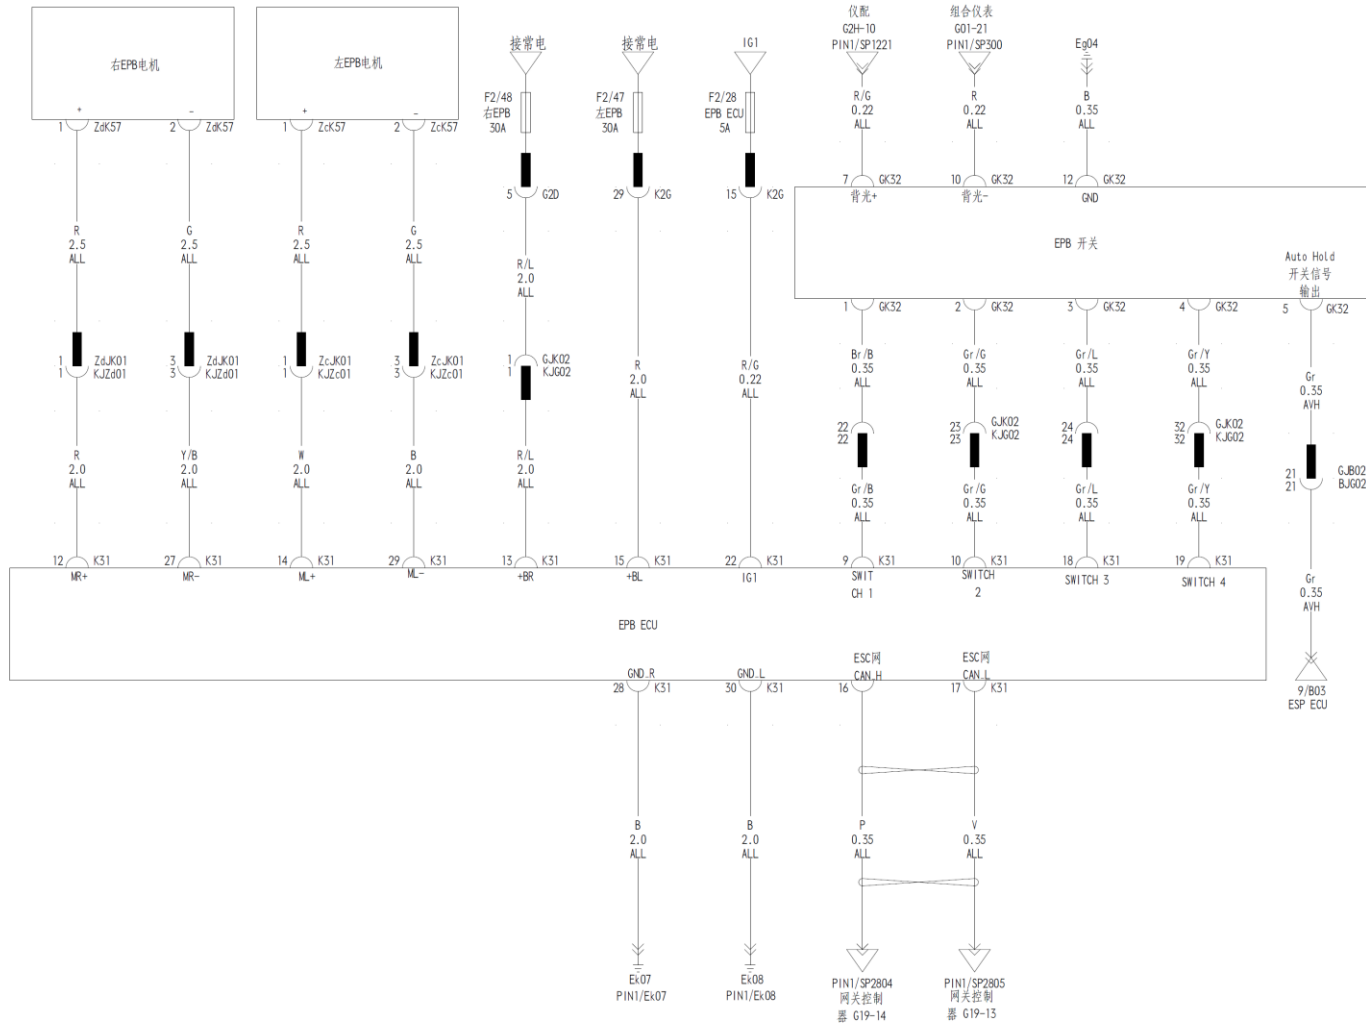 仪配
G2H-10
PIN1/SP1221
组合仪表
G01-21
PIN1/SP300
接常电
接常电
IG1
Eg04
右EPB电机
左EPB电机
+
-
+
-
1
ZdK57
2
ZdK57
1
ZcK57
2
ZcK57
F2/48
右EPB
30A
F2/47
左EPB
30A
F2/28
EPB ECU
5A
R/G
0.22
ALL
R
0.22
ALL
B
0.35
ALL
5
G2D
29
K2G
15
K2G
7
GK32
10
GK32
12
GK32
背光+
背光-
GND
EPB 开关
Auto Hold
开关信号
输出
R
2.5
ALL
G
2.5
ALL
R
2.5
ALL
G
2.5
ALL
R/L
2.0
ALL
1
GK32
2
GK32
3
GK32
4
GK32
5
GK32
1
ZdJK01
1
KJZd01
3
ZdJK01
3
KJZd01
1
ZcJK01
1
KJZc01
3
ZcJK01
3
KJZc01
1
GJK02
1
KJG02
R
2.0
ALL
R/G
0.22
ALL
Br/B
0.35
ALL
Gr/G
0.35
ALL
Gr/L
0.35
ALL
Gr/Y
0.35
ALL
Gr
0.35
AVH
22
22
23
GJK02
23
KJG02
24
24
32
GJK02
32
KJG02
21
GJB02
21
BJG02
R
2.0
ALL
Y/B
2.0
ALL
W
2.0
ALL
B
2.0
ALL
R/L
2.0
ALL
Gr/B
0.35
ALL
Gr/G
0.35
ALL
Gr/L
0.35
ALL
Gr/Y
0.35
ALL
12
K31
27
K31
14
K31
29
K31
13
K31
15
K31
22
K31
9
K31
10
K31
18
K31
19
K31
MR+
MR-
ML+
ML-
+BR
+BL
IG1
SWIT
CH 1
SWITCH
2
SWITCH 3
SWITCH 4
Gr
0.35
AVH
EPB ECU
GND_R
GND_L
ESC网
CAN_H
ESC网
CAN_L
28
K31
30
K31
16
17
K31
9/B03
ESP ECU
B
2.0
ALL
B
2.0
ALL
P
0.35
ALL
V
0.35
ALL
Ek07
PIN1/Ek07
Ek08
PIN1/Ek08
PIN1/SP2804
网关控制
器 G19-14
PIN1/SP2805
网关控制
器 G19-13